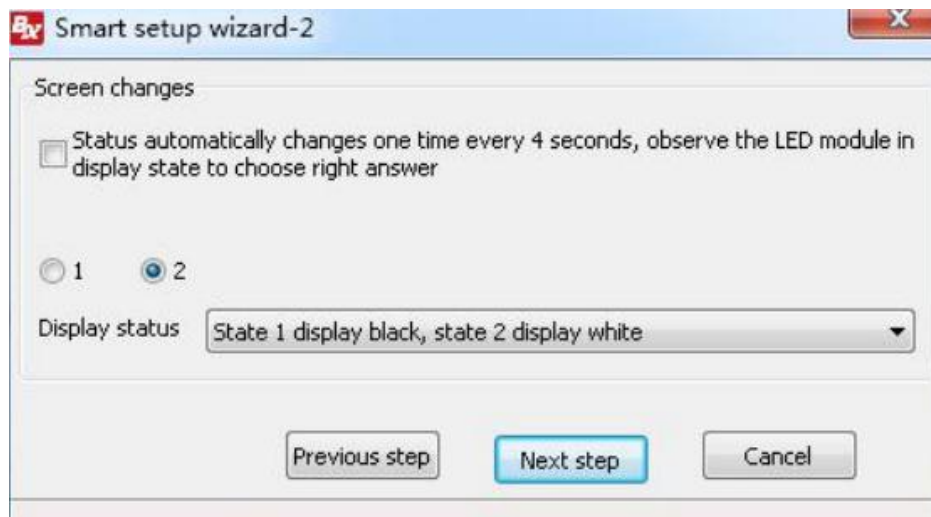 BX Smart setup wizard-2
Screen changes
Status automatically changes one time every 4 seconds, observe the LED module in
display state to choose right answer
1 2
Display status State 1 display black, state 2 display white
Previous step Next step Cancel